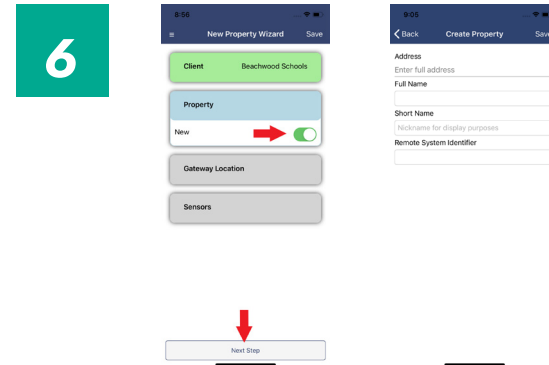 6
8:56
New Property Wizard Save
Client Beachwood Schools
Property
New
Gateway Location
Sensors
Next Step
9:05
Back Create Property Save
Address
Enter full address
Full Name
Short Name
Nickname for display purposes
Remote System Identifier